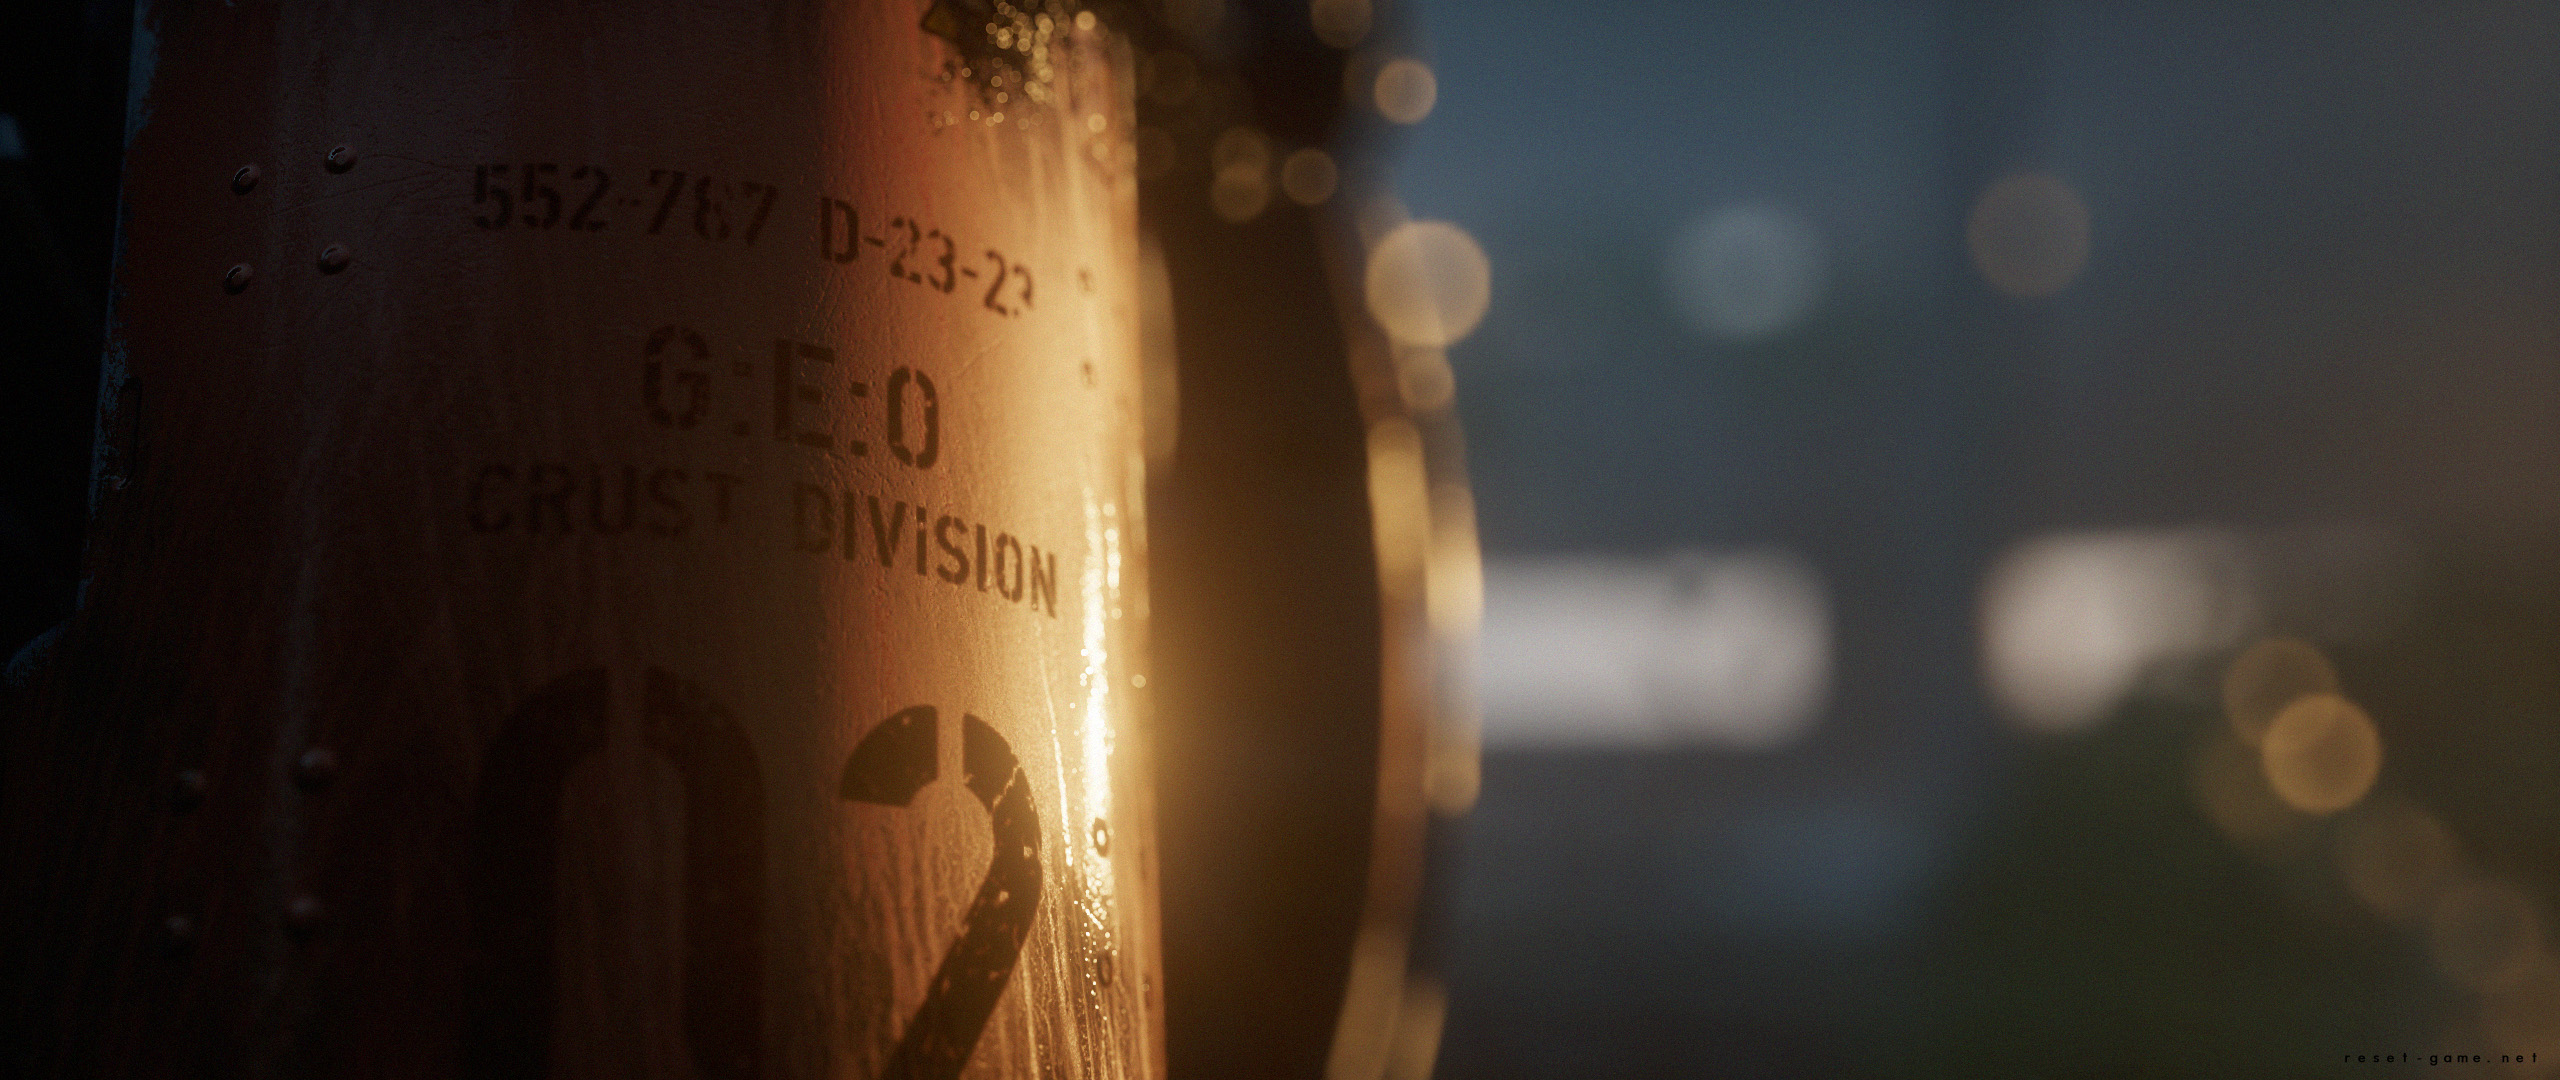 552-767 D-23-23
G:E:O
CRUST DIViSION
02
reset-game.net